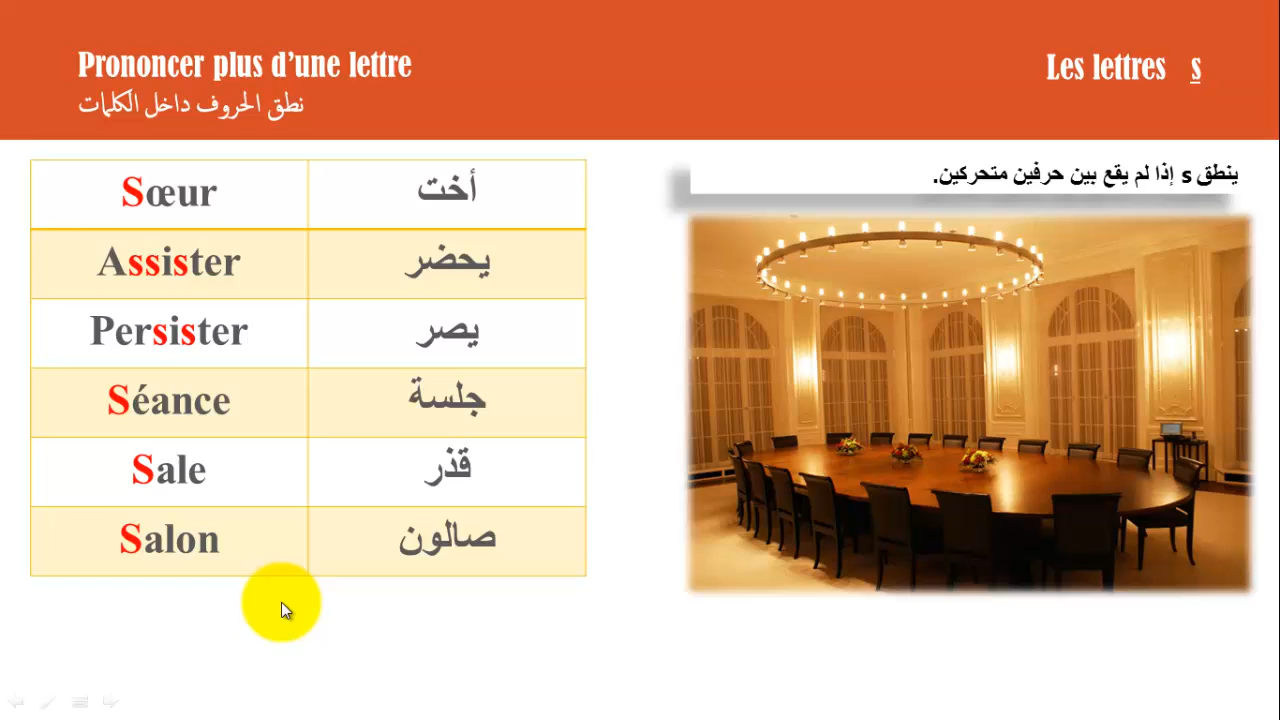 Prononcer plus d’une lettre
نطق الحروف داخل الكلمات
Les lettres s
Sœur أخت
Assister يحضر
Persister يصر
Séance جلسة
Sale قذر
Salon صالون
ينطق s إذا لم يقع بين حرفين متحركين.